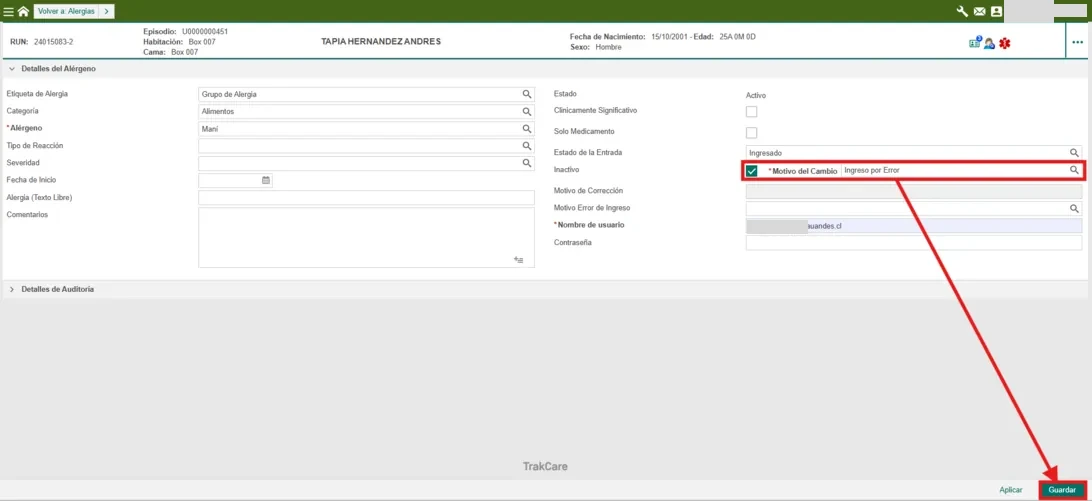 Volver a: Alergias
RUN: 24015083-2
Episodio: U0000000451
Habitación: Box 007
Cama: Box 007
TAPIA HERNANDEZ ANDRES
Fecha de Nacimiento: 15/10/2001 - Edad: 25A 0M 0D
Sexo: Hombre
Detalles del Alérgeno
Etiqueta de Alergia Grupo de Alergia
Categoría Alimentos
*Alérgeno Maní
Tipo de Reacción
Severidad
Fecha de Inicio
Alergia (Texto Libre)
Comentarios
Estado Activo
Clínicamente Significativo
Solo Medicamento
Estado de la Entrada Ingresado
Inactivo *Motivo del Cambio Ingreso por Error
Motivo de Corrección
Motivo Error de Ingreso
*Nombre de usuario uandes.cl
Contraseña
Detalles de Auditoría
TrakCare
Aplicar Guardar